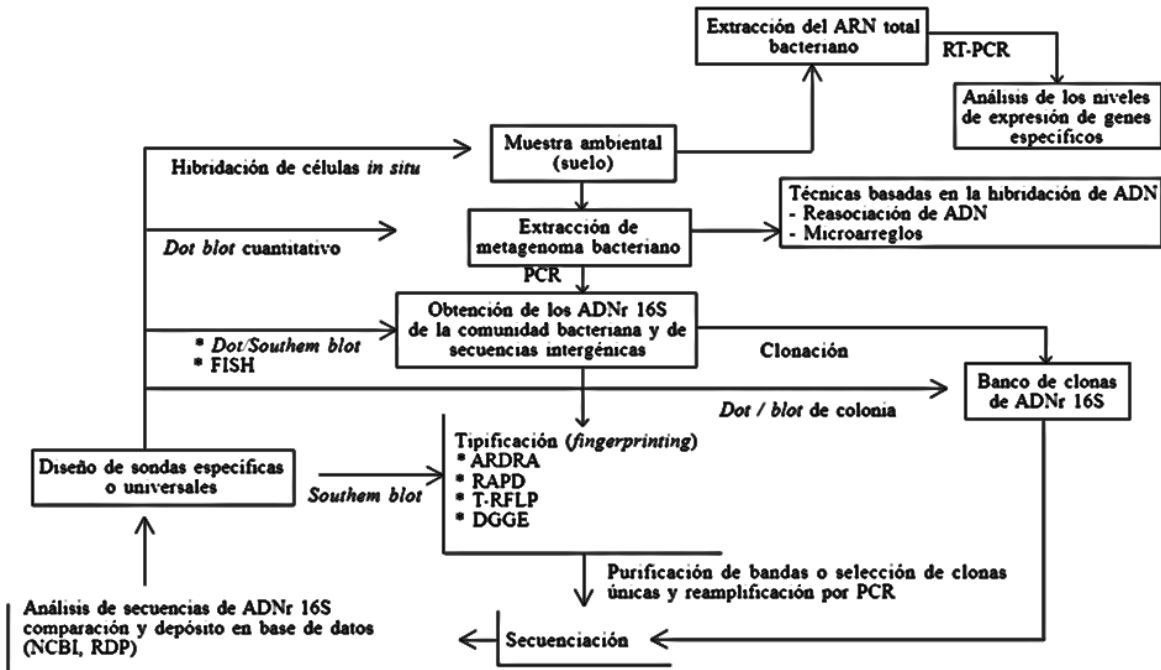 Extracción del ARN total
bacteriano
RT-PCR
Análisis de los niveles
de expresión de genes
específicos
Muestra ambiental
(suelo)
Hibridación de células in situ
Técnicas basadas en la hibridación de ADN
- Reasociación de ADN
- Microarreglos
Extracción de
metagenoma bacteriano
Dot blot cuantitativo
PCR
Obtención de los ADNr 16S
de la comunidad bacteriana y de
secuencias intergénicas
* Dot/Southem blot
* FISH
Clonación
Banco de clonas
de ADNr 16S
Dot / blot de colonia
Tipificación (fingerprinting)
* ARDRA
* RAPD
* T-RFLP
* DGGE
Diseño de sondas específicas
o universales
Southem blot
Purificación de bandas o selección de clonas
únicas y reamplificación por PCR
Análisis de secuencias de ADNr 16S
comparación y depósito en base de datos
(NCBI, RDP)
Secuenciación